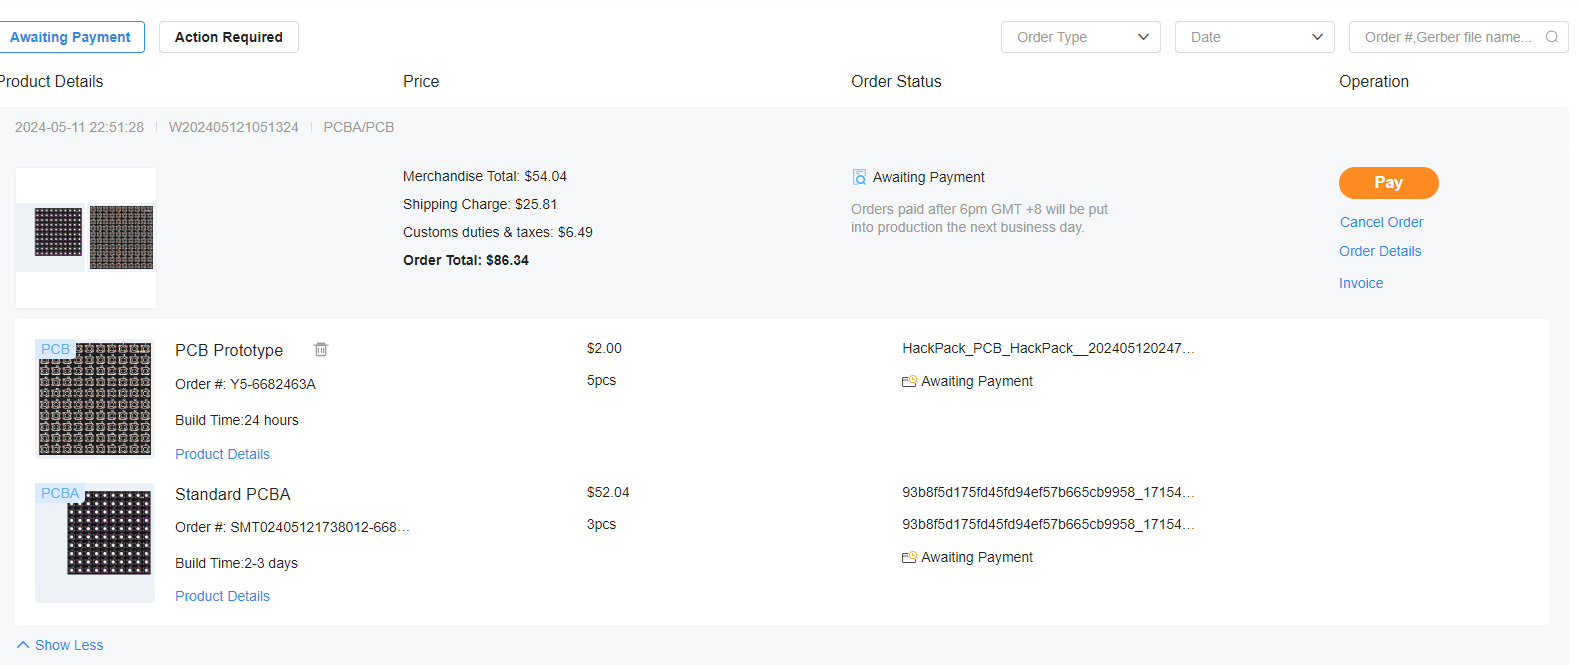 Awaiting Payment
Action Required
Order Type
Date
Order #,Gerber file name...
Product Details
Price
Order Status
Operation
2024-05-11 22:51:28
W202405121051324
PCBA/PCB
Merchandise Total: $54.04
Shipping Charge: $25.81
Customs duties & taxes: $6.49
Order Total: $86.34
Awaiting Payment
Orders paid after 6pm GMT +8 will be put
into production the next business day.
Pay
Cancel Order
Order Details
Invoice
PCB
PCB Prototype
Order #: Y5-6682463A
Build Time:24 hours
Product Details
$2.00
5pcs
HackPack_PCB_HackPack__202405120247...
Awaiting Payment
PCBA
Standard PCBA
Order #: SMT02405121738012-668...
Build Time:2-3 days
Product Details
$52.04
3pcs
93b8f5d175fd45fd94ef57b665cb9958_17154...
93b8f5d175fd45fd94ef57b665cb9958_17154...
Awaiting Payment
Show Less